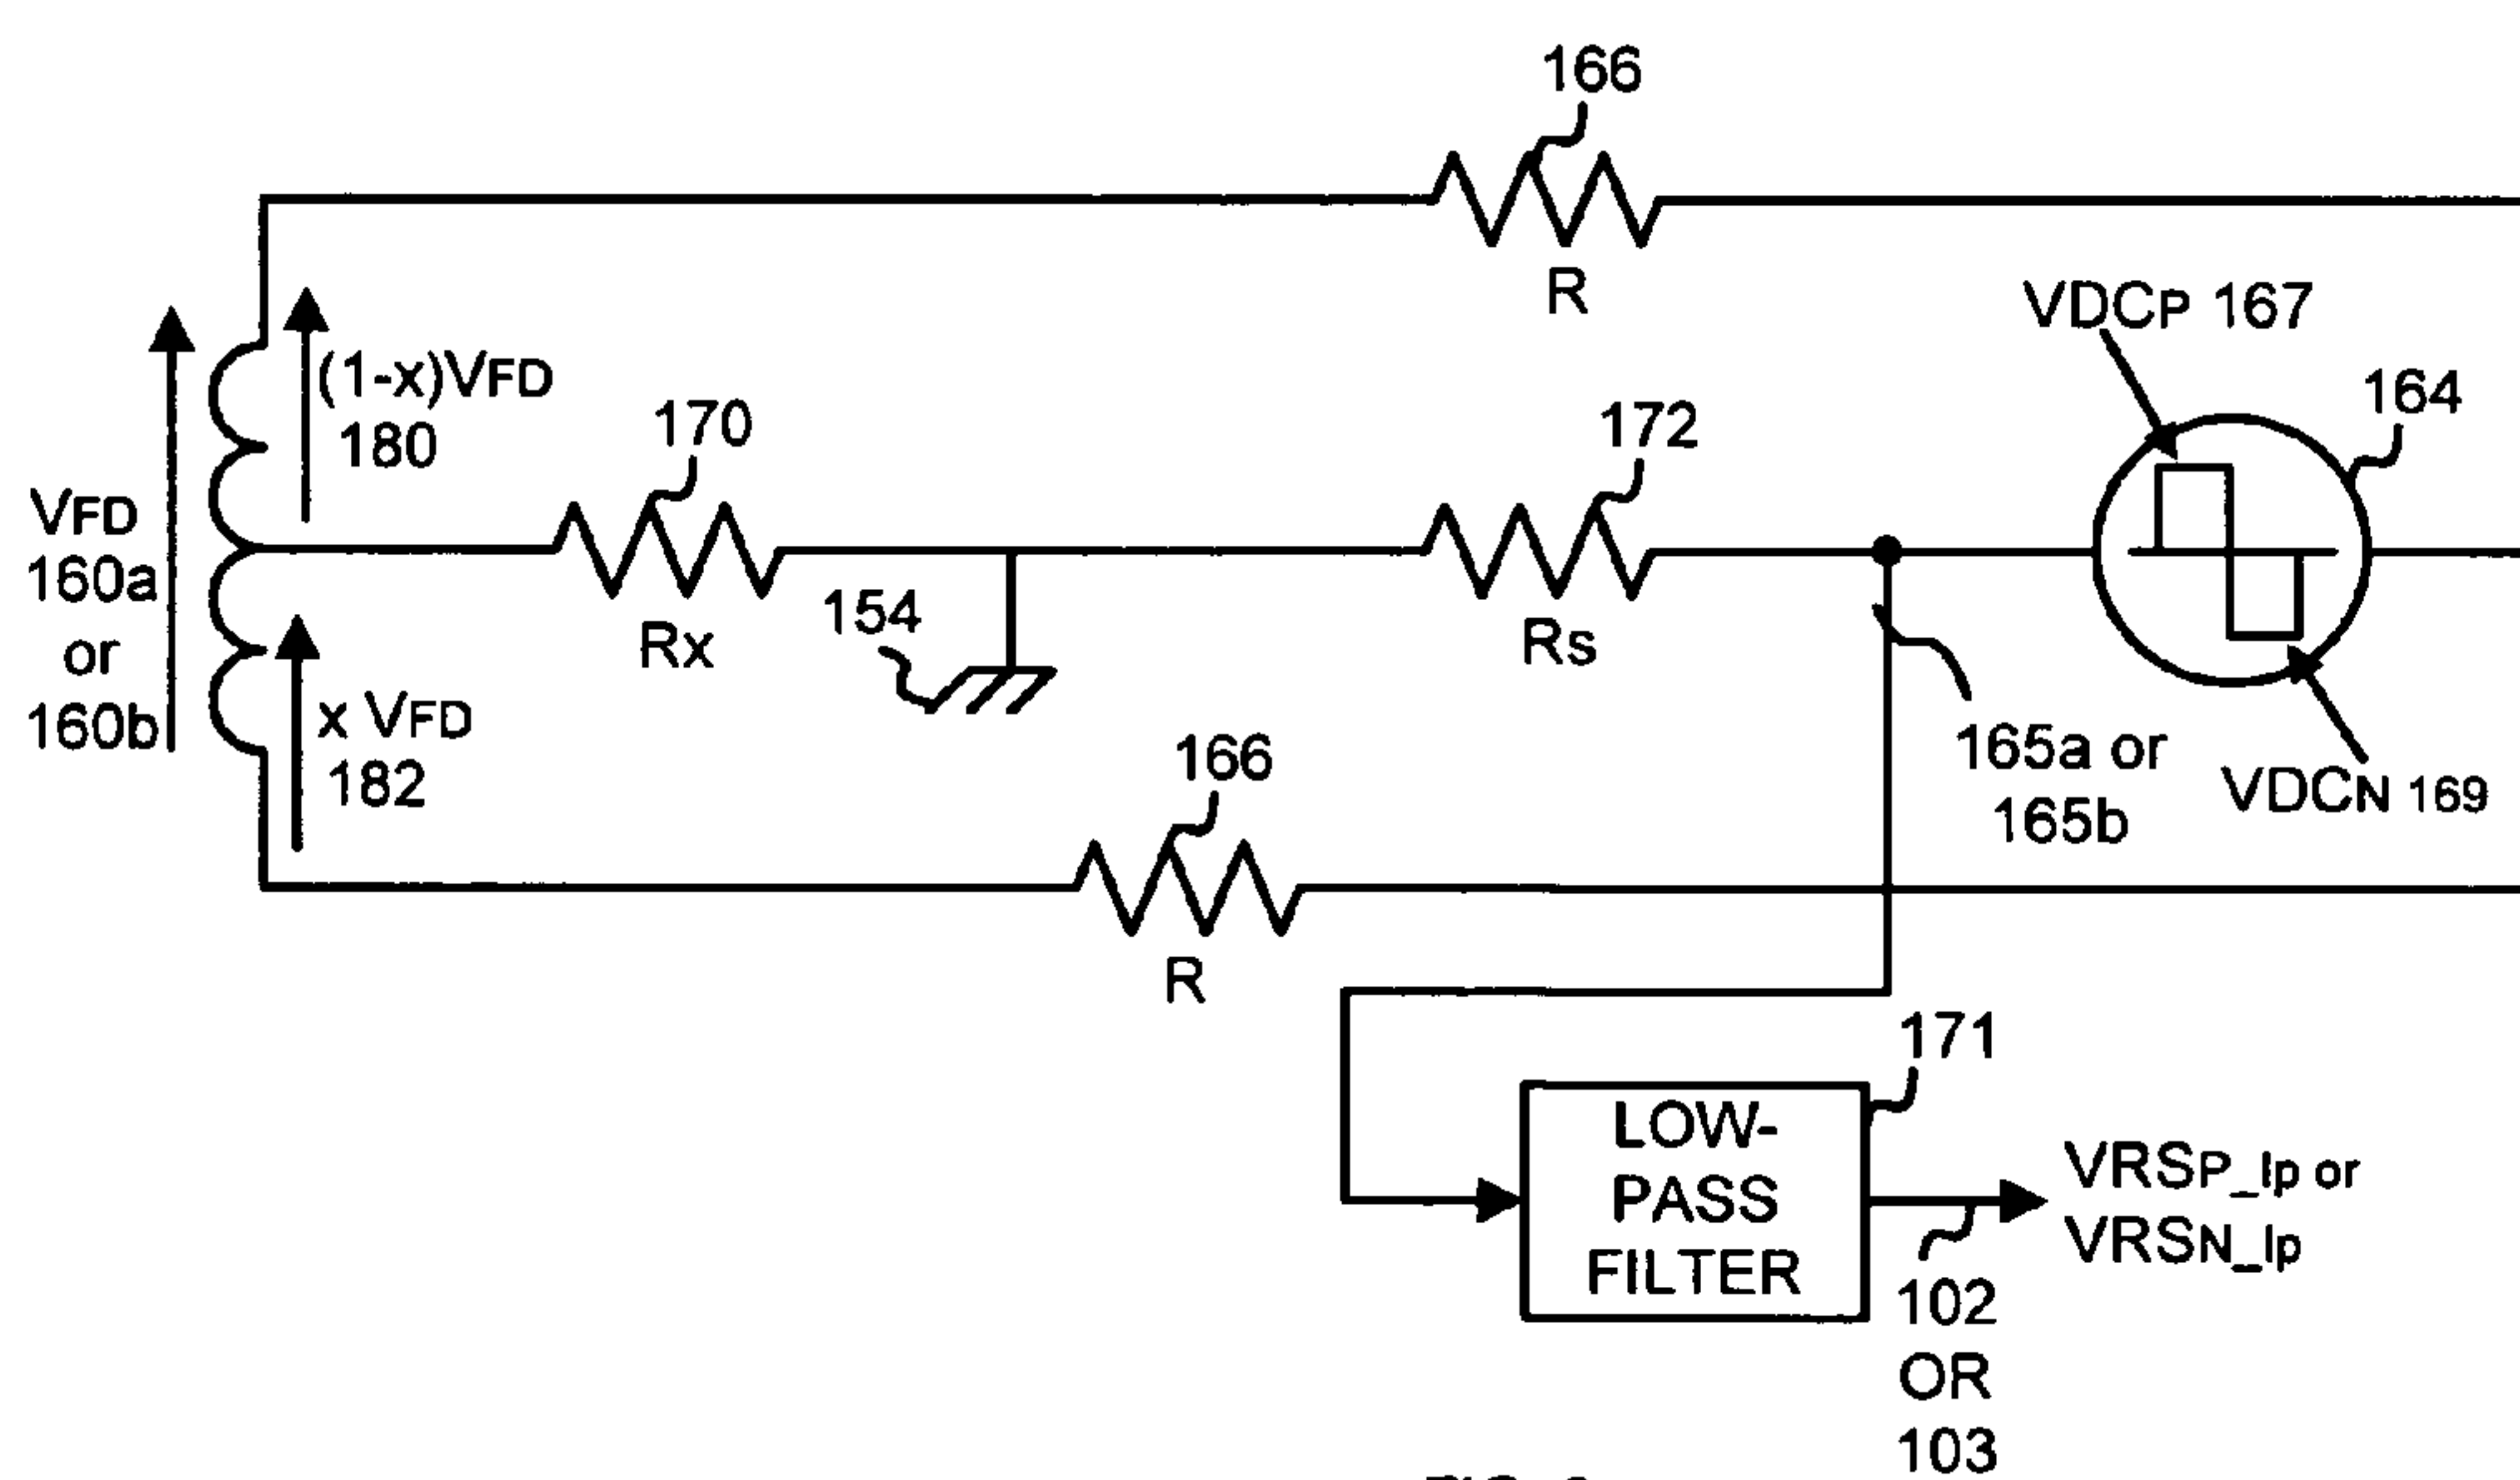 166
R
VDCP 167
164
(1-x)VFD
180
170
172
VFD
160a
or
160b
154
Rx
Rs
x VFD
182
166
165a or
165b
VDCN 169
R
171
LOW-
PASS
FILTER
VRSP_lp or
VRSN_lp
102
OR
103